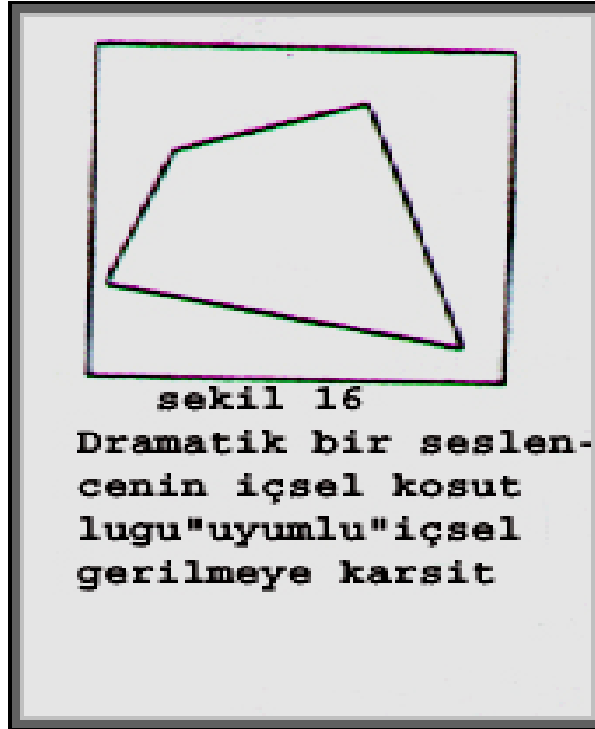 sekil 16
Dramatik bir seslen-
cenin içsel kosut
lugu"uyumlu"içsel
gerilmeye karsit